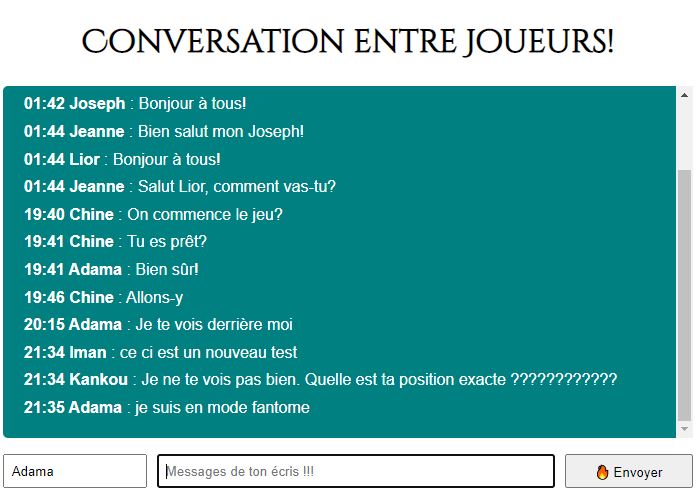 Conversation entre Joueurs!
01:42 Joseph : Bonjour à tous!
01:44 Jeanne : Bien salut mon Joseph!
01:44 Lior : Bonjour à tous!
01:44 Jeanne : Salut Lior, comment vas-tu?
19:40 Chine : On commence le jeu?
19:41 Chine : Tu es prêt?
19:41 Adama : Bien sûr!
19:46 Chine : Allons-y
20:15 Adama : Je te vois derrière moi
21:34 Iman : ce ci est un nouveau test
21:34 Kankou : Je ne te vois pas bien. Quelle est ta position exacte ????????????
21:35 Adama : je suis en mode fantome
Adama Messages de ton écris !!! 🔥 Envoyer